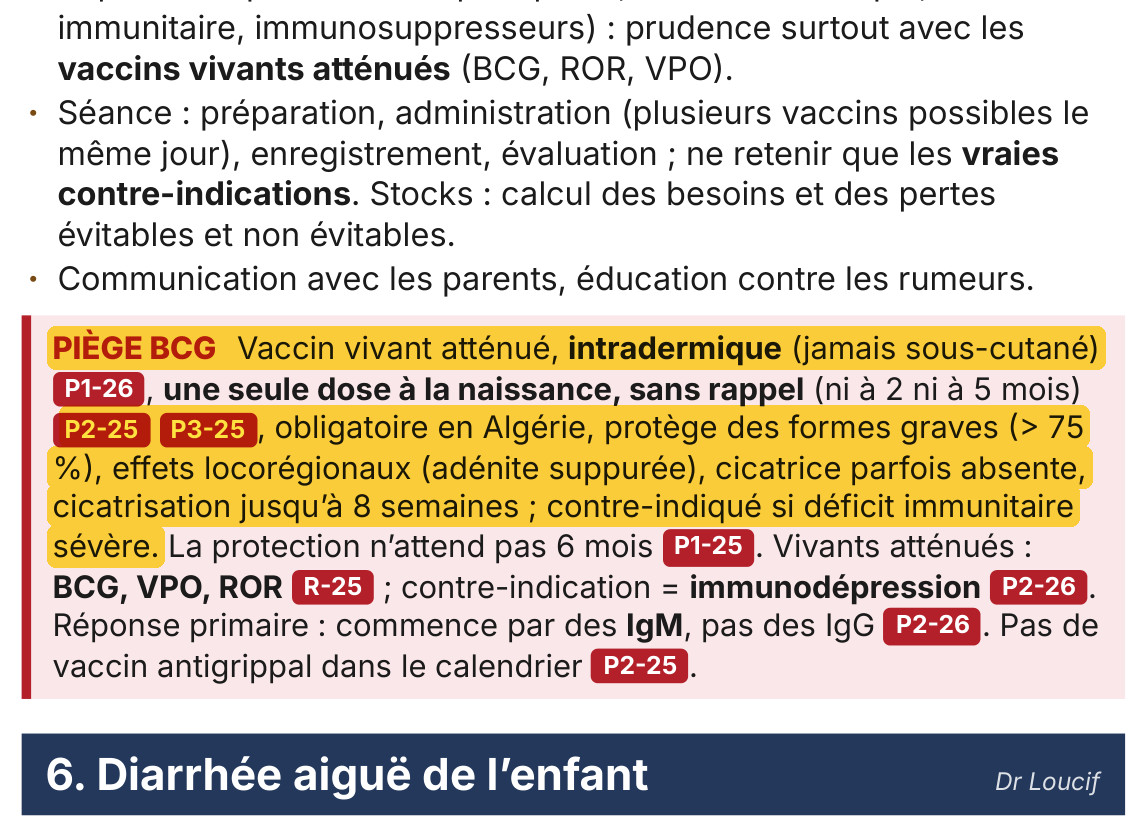 immunitaire, immunosuppresseurs) : prudence surtout avec les
vaccins vivants atténués (BCG, ROR, VPO).
• Séance : préparation, administration (plusieurs vaccins possibles le
même jour), enregistrement, évaluation ; ne retenir que les vraies
contre-indications. Stocks : calcul des besoins et des pertes
évitables et non évitables.
• Communication avec les parents, éducation contre les rumeurs.
PIÈGE BCG Vaccin vivant atténué, intradermique (jamais sous-cutané)
P1-26, une seule dose à la naissance, sans rappel (ni à 2 ni à 5 mois)
P2-25 P3-25, obligatoire en Algérie, protège des formes graves (> 75
%), effets locorégionaux (adénite suppurée), cicatrice parfois absente,
cicatrisation jusqu’à 8 semaines ; contre-indiqué si déficit immunitaire
sévère. La protection n’attend pas 6 mois P1-25. Vivants atténués :
BCG, VPO, ROR R-25 ; contre-indication = immunodépression P2-26.
Réponse primaire : commence par des IgM, pas des IgG P2-26. Pas de
vaccin antigrippal dans le calendrier P2-25.
6. Diarrhée aiguë de l’enfant
Dr Loucif